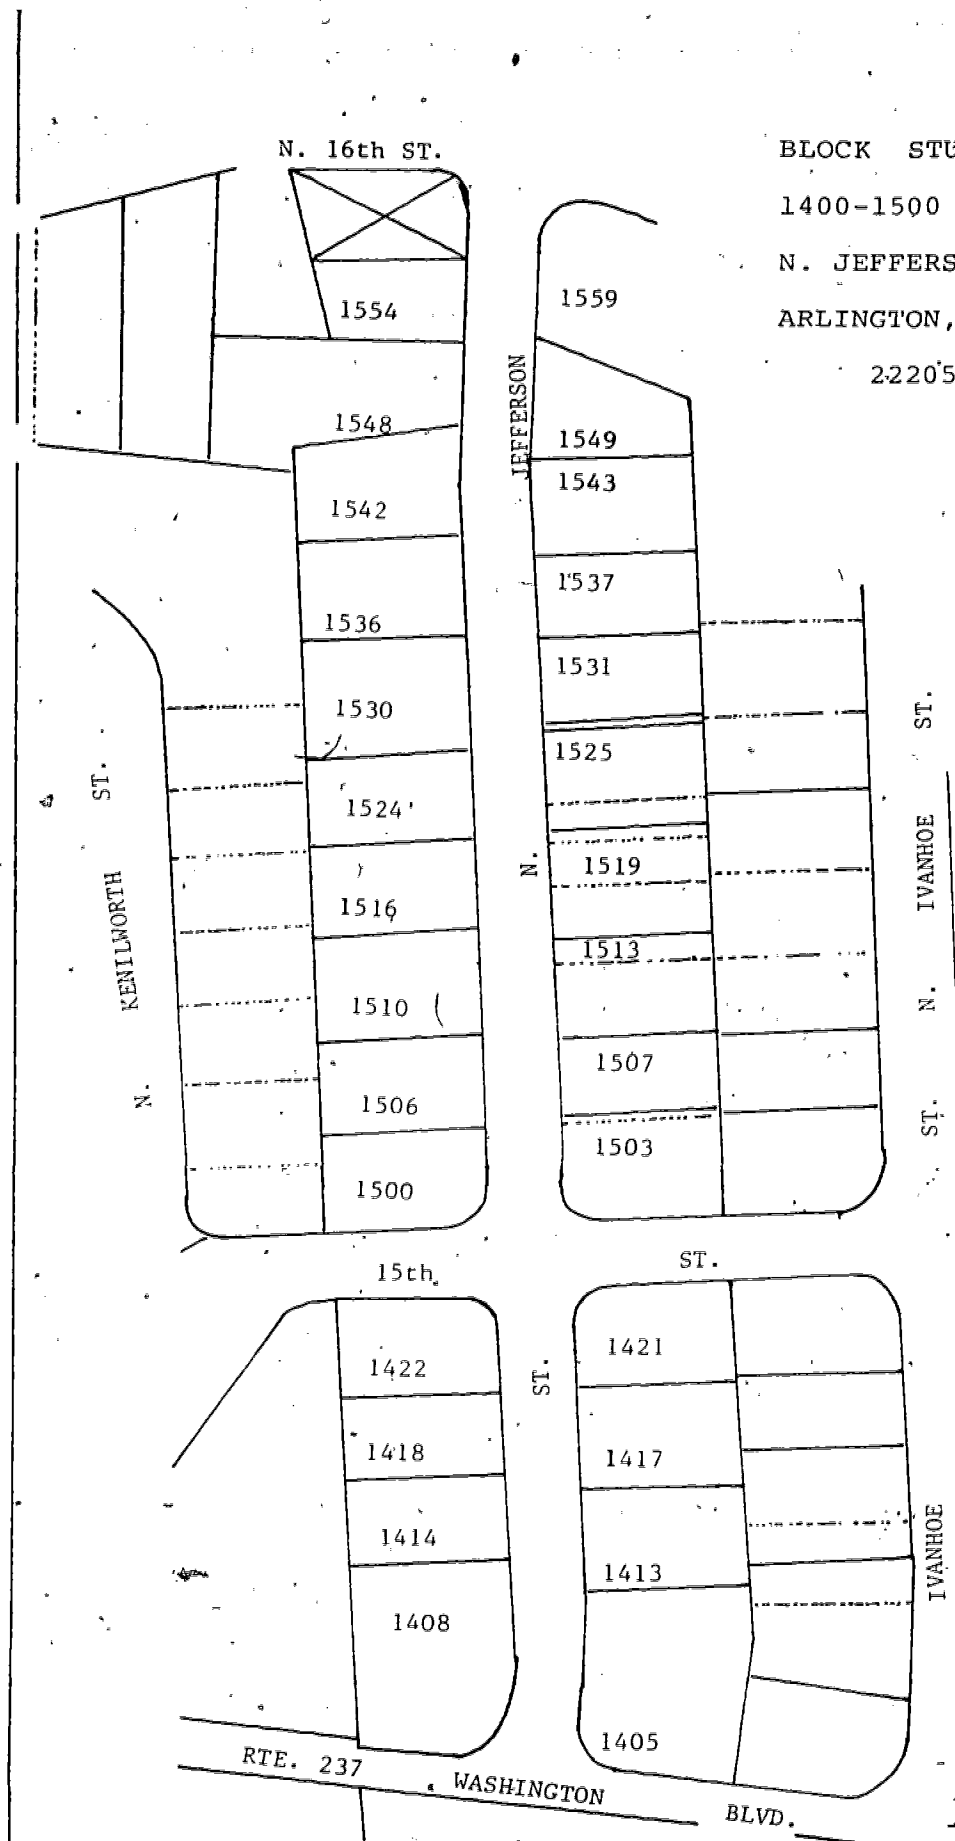 N. 16th ST.
BLOCK STU
1400-1500
N. JEFFERS
ARLINGTON,
22205
1554
1559
1548
JEFFERSON
1549
1543
1542
1537
1536
1531
1530
1525
ST.
ST.
1524
N.
1519
IVANHOE
KENILWORTH
1516
1513
N.
1510
1507
N.
1506
ST.
1503
1500
15th
ST.
1422
1421
ST.
1418
1417
1414
1413
IVANHOE
1408
1405
RTE. 237
WASHINGTON
BLVD.